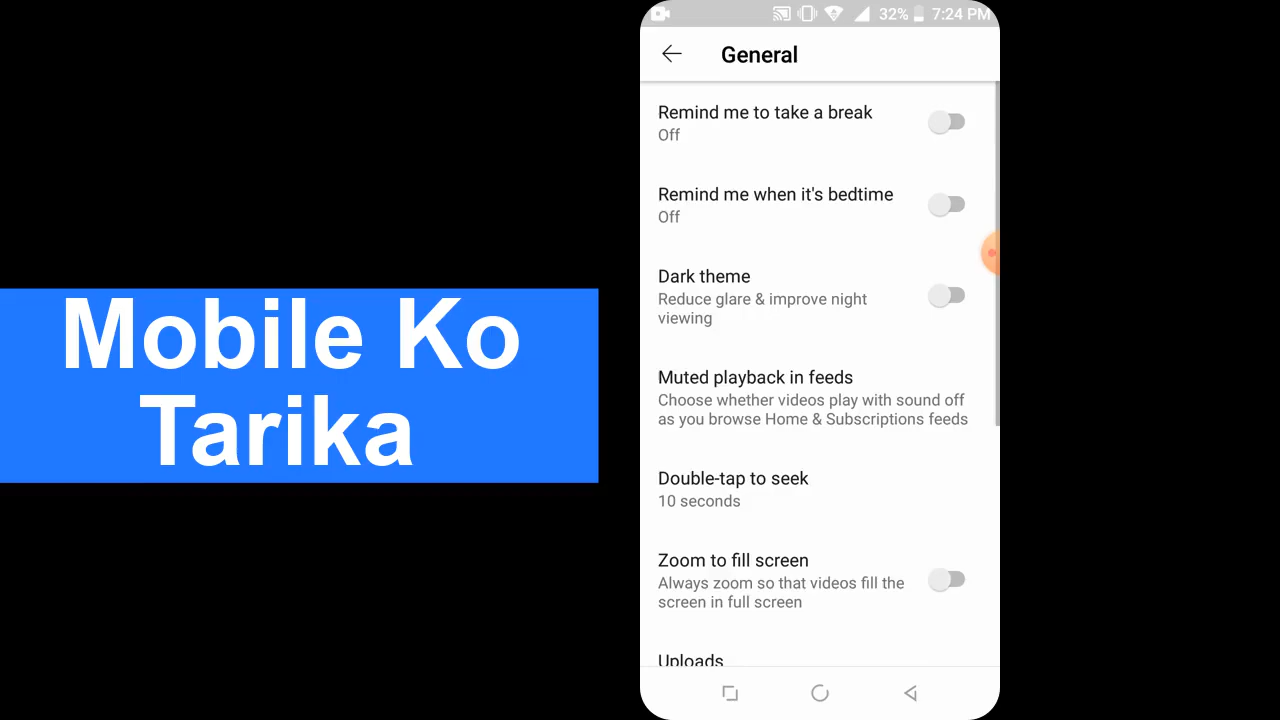 Mobile Ko
Tarika
32% 7:24 PM
General
Remind me to take a break
Off
Remind me when it's bedtime
Off
Dark theme
Reduce glare & improve night
viewing
Muted playback in feeds
Choose whether videos play with sound off
as you browse Home & Subscriptions feeds
Double-tap to seek
10 seconds
Zoom to fill screen
Always zoom so that videos fill the
screen in full screen
Uploads